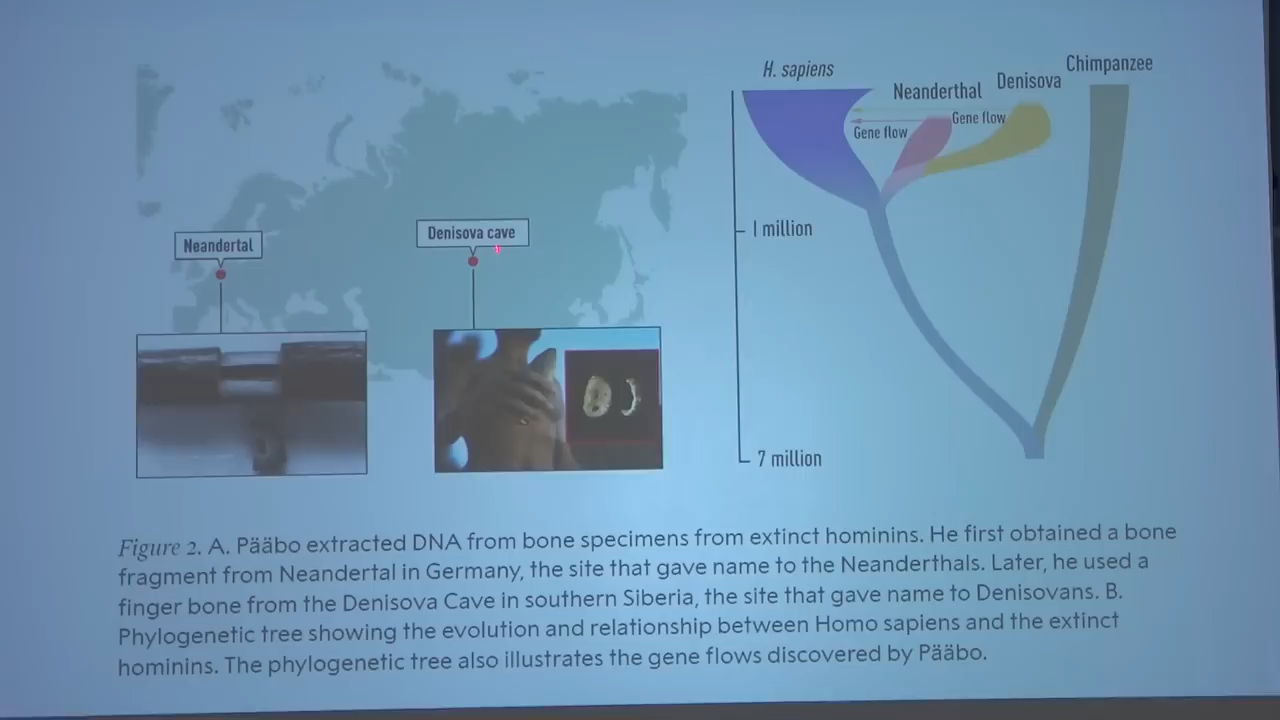 H. sapiens
Neanderthal
Denisova
Chimpanzee
Gene flow
Gene flow
1 million
7 million
Neandertal
Denisova cave
Figure 2. A. Pääbo extracted DNA from bone specimens from extinct hominins. He first obtained a bone
fragment from Neandertal in Germany, the site that gave name to the Neanderthals. Later, he used a
finger bone from the Denisova Cave in southern Siberia, the site that gave name to Denisovans. B.
Phylogenetic tree showing the evolution and relationship between Homo sapiens and the extinct
hominins. The phylogenetic tree also illustrates the gene flows discovered by Pääbo.